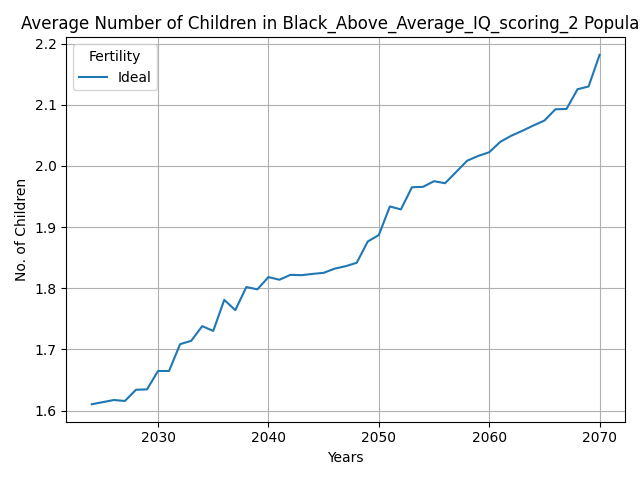 Average Number of Children in Black_Above_Average_IQ_scoring_2 Popula
Fertility
Ideal
2.2
2.1
2.0
1.9
1.8
1.7
1.6
No. of Children
2030 2040 2050 2060 2070
Years